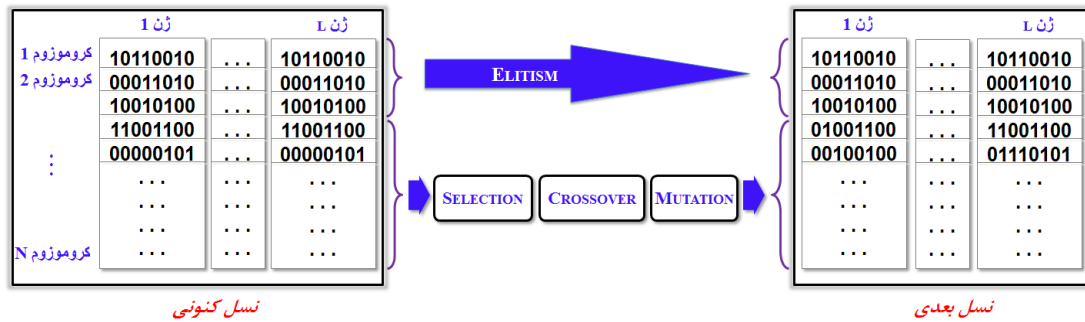 ژن 1 ژن L
کروموزوم 1 10110010 ... 10110010
کروموزوم 2 00011010 ... 00011010
10010100 ... 10010100
11001100 ... 11001100
00000101 ... 00000101
⋮
... ... ...
... ... ...
... ... ...
کروموزوم N ... ... ...
نسل کنونی
ELITISM
SELECTION CROSSOVER MUTATION
ژن 1 ژن L
10110010 ... 10110010
00011010 ... 00011010
10010100 ... 10010100
01001100 ... 11001100
00100100 ... 01110101
... ... ...
... ... ...
... ... ...
... ... ...
نسل بعدی